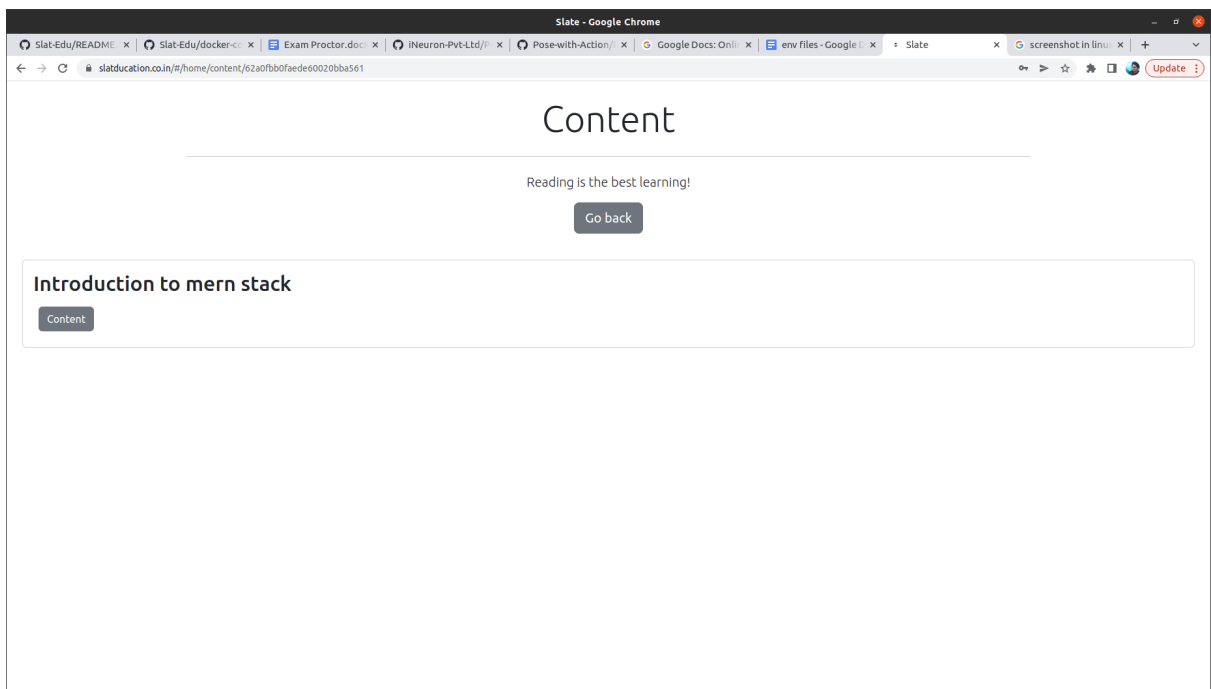 Slate - Google Chrome
Slat-Edu/README. Slat-Edu/docker-co Exam Proctor.doc iNeuron-Pvt-Ltd/P Pose-with-Action/ Google Docs: Onli env files - Google D Slate screenshot in linu
slatducation.co.in/#/home/content/62a0fbb0faede60020bba561 Update
Content
Reading is the best learning!
Go back
Introduction to mern stack
Content